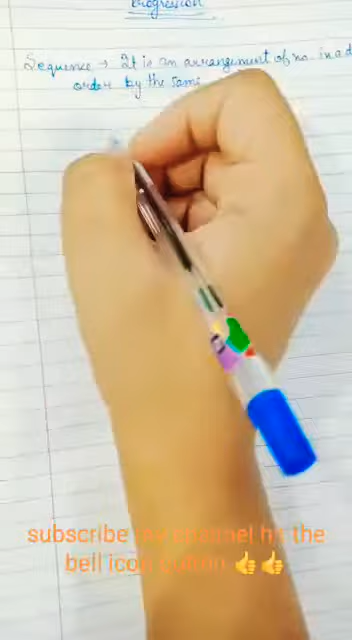 Progression
Sequence → It is an arrangement of no. in a d
order by the same
subscribe my channel hit the
bell icon button 👍👍